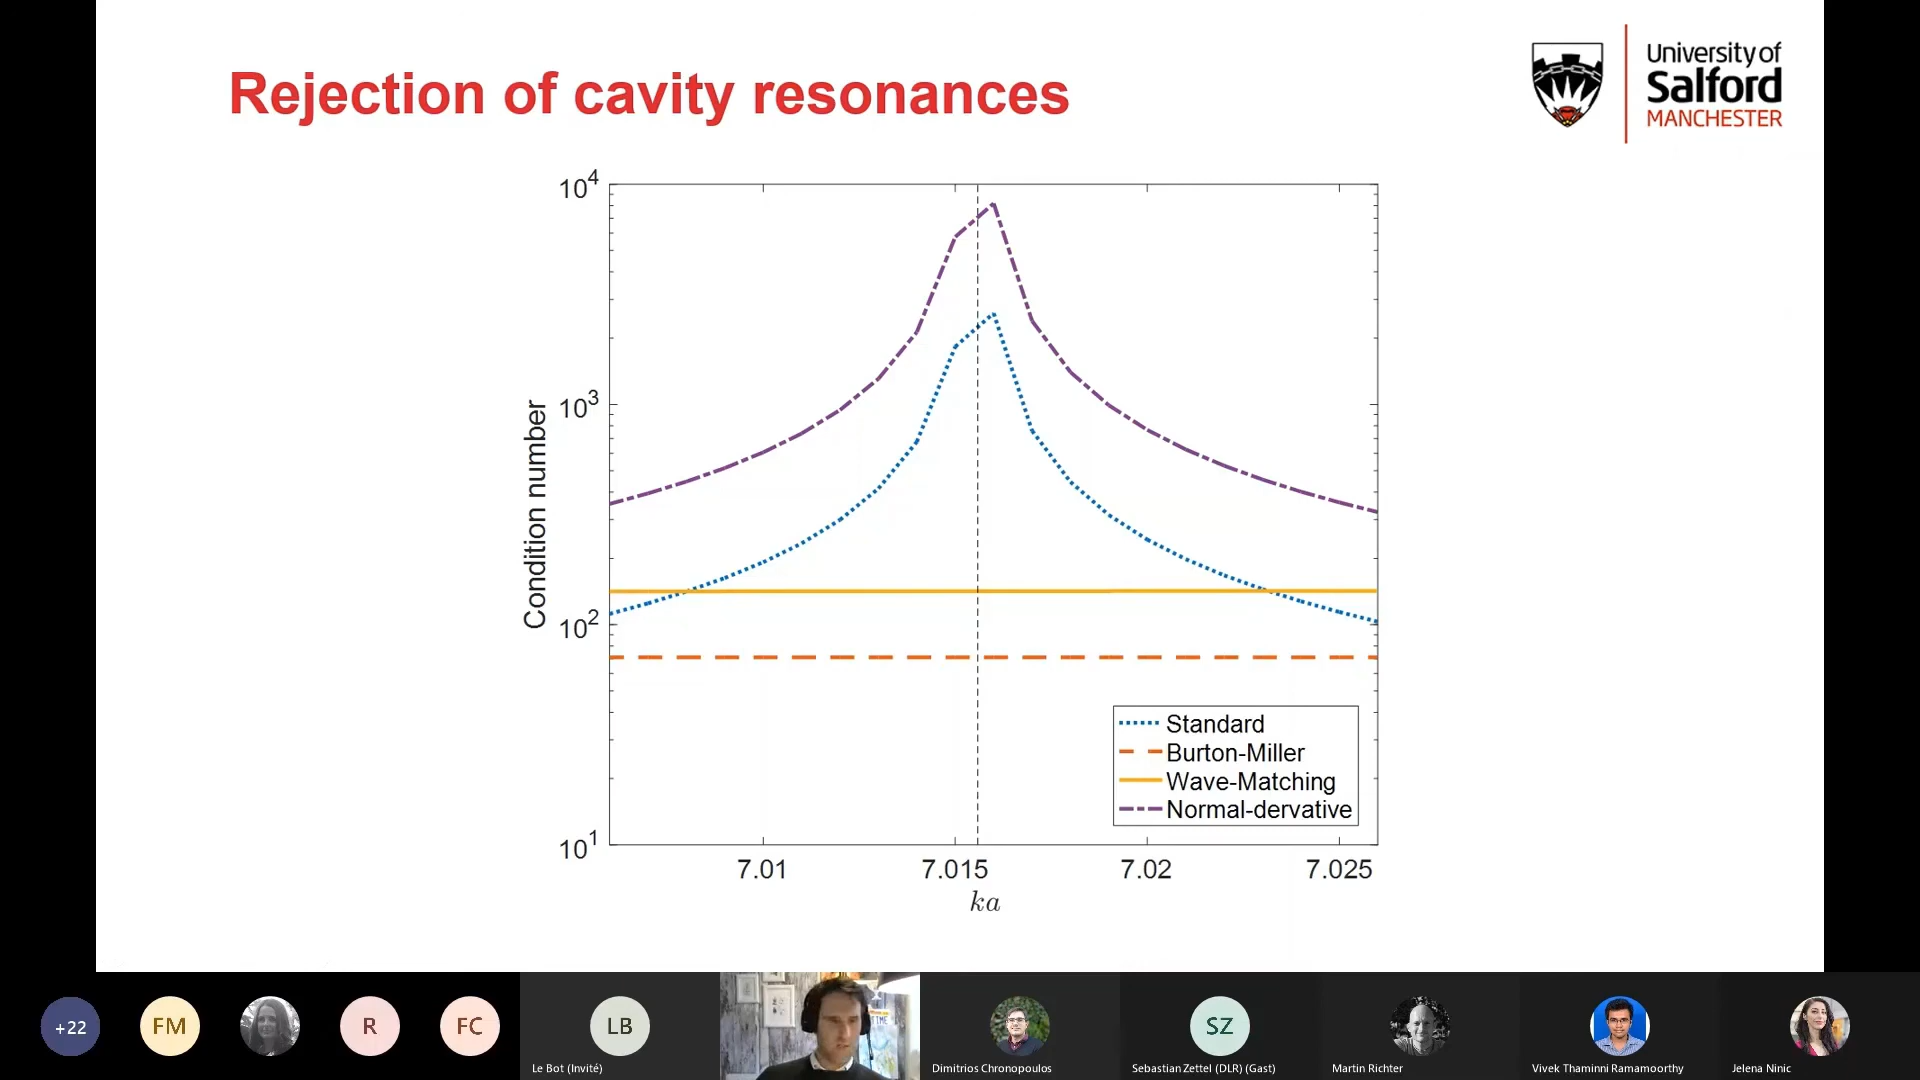 Rejection of cavity resonances
University of
Salford
MANCHESTER
10^4
10^3
10^2
10^1
Condition number
Standard
Burton-Miller
Wave-Matching
Normal-dervative
7.01 7.015 7.02 7.025
ka
+22
FM
R
FC
LB
SZ
Le Bot (Invité)
Dimitrios Chronopoulos
Sebastian Zettel (DLR) (Gast)
Martin Richter
Vivek Thaminni Ramamoorthy
Jelena Ninic